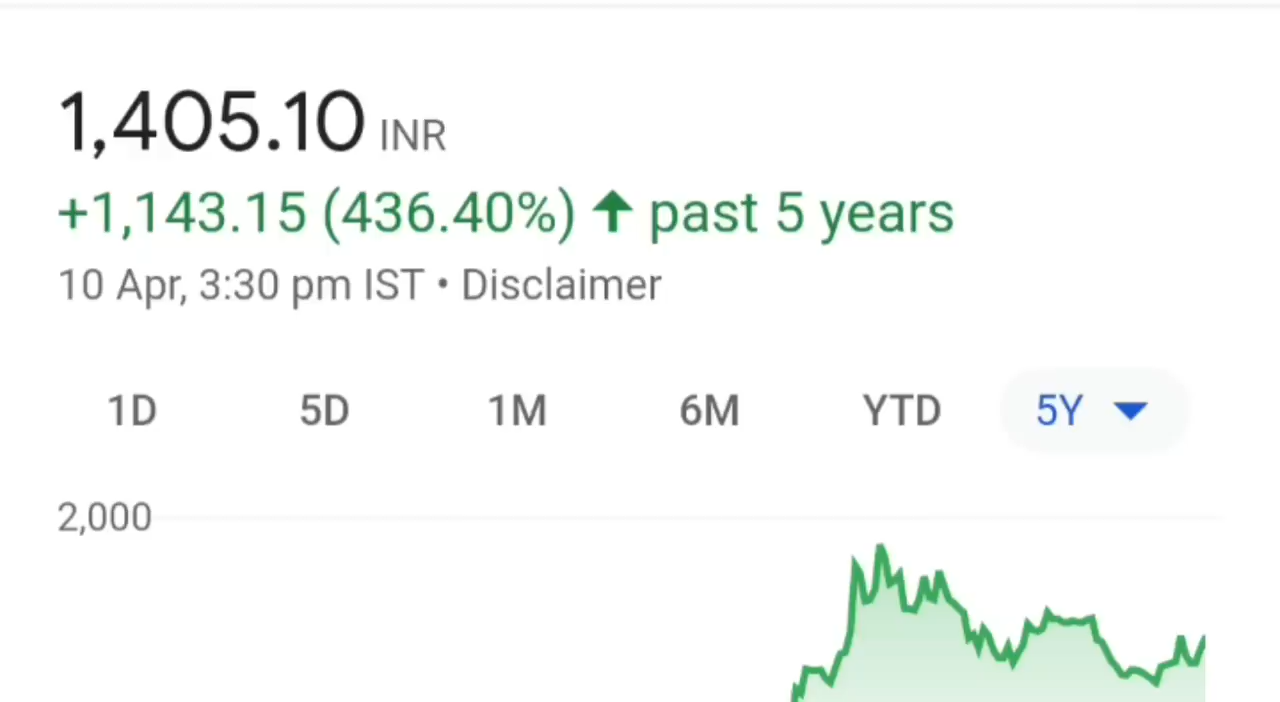 1,405.10 INR
+1,143.15 (436.40%) ↑ past 5 years
10 Apr, 3:30 pm IST • Disclaimer
1D 5D 1M 6M YTD 5Y
2,000